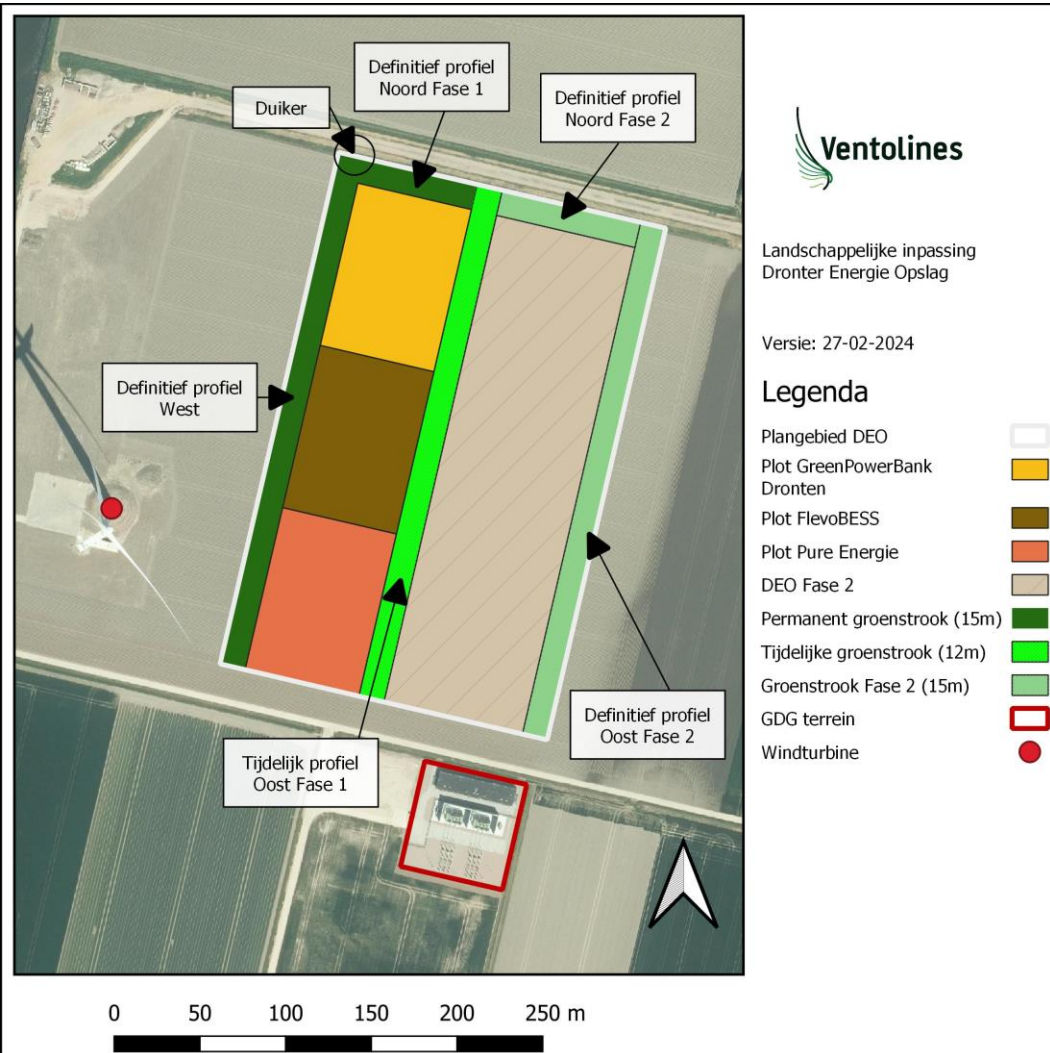 Definitief profiel
Noord Fase 1
Duiker
Definitief profiel
Noord Fase 2
Definitief profiel
West
Tijdelijk profiel
Oost Fase 1
Definitief profiel
Oost Fase 2
Ventolines
Landschappelijke inpassing
Dronter Energie Opslag
Versie: 27-02-2024
Legenda
Plangebied DEO
Plot GreenPowerBank
Dronten
Plot FlevoBESS
Plot Pure Energie
DEO Fase 2
Permanent groenstrook (15m)
Tijdelijke groenstrook (12m)
Groenstrook Fase 2 (15m)
GDG terrein
Windturbine
0 50 100 150 200 250 m